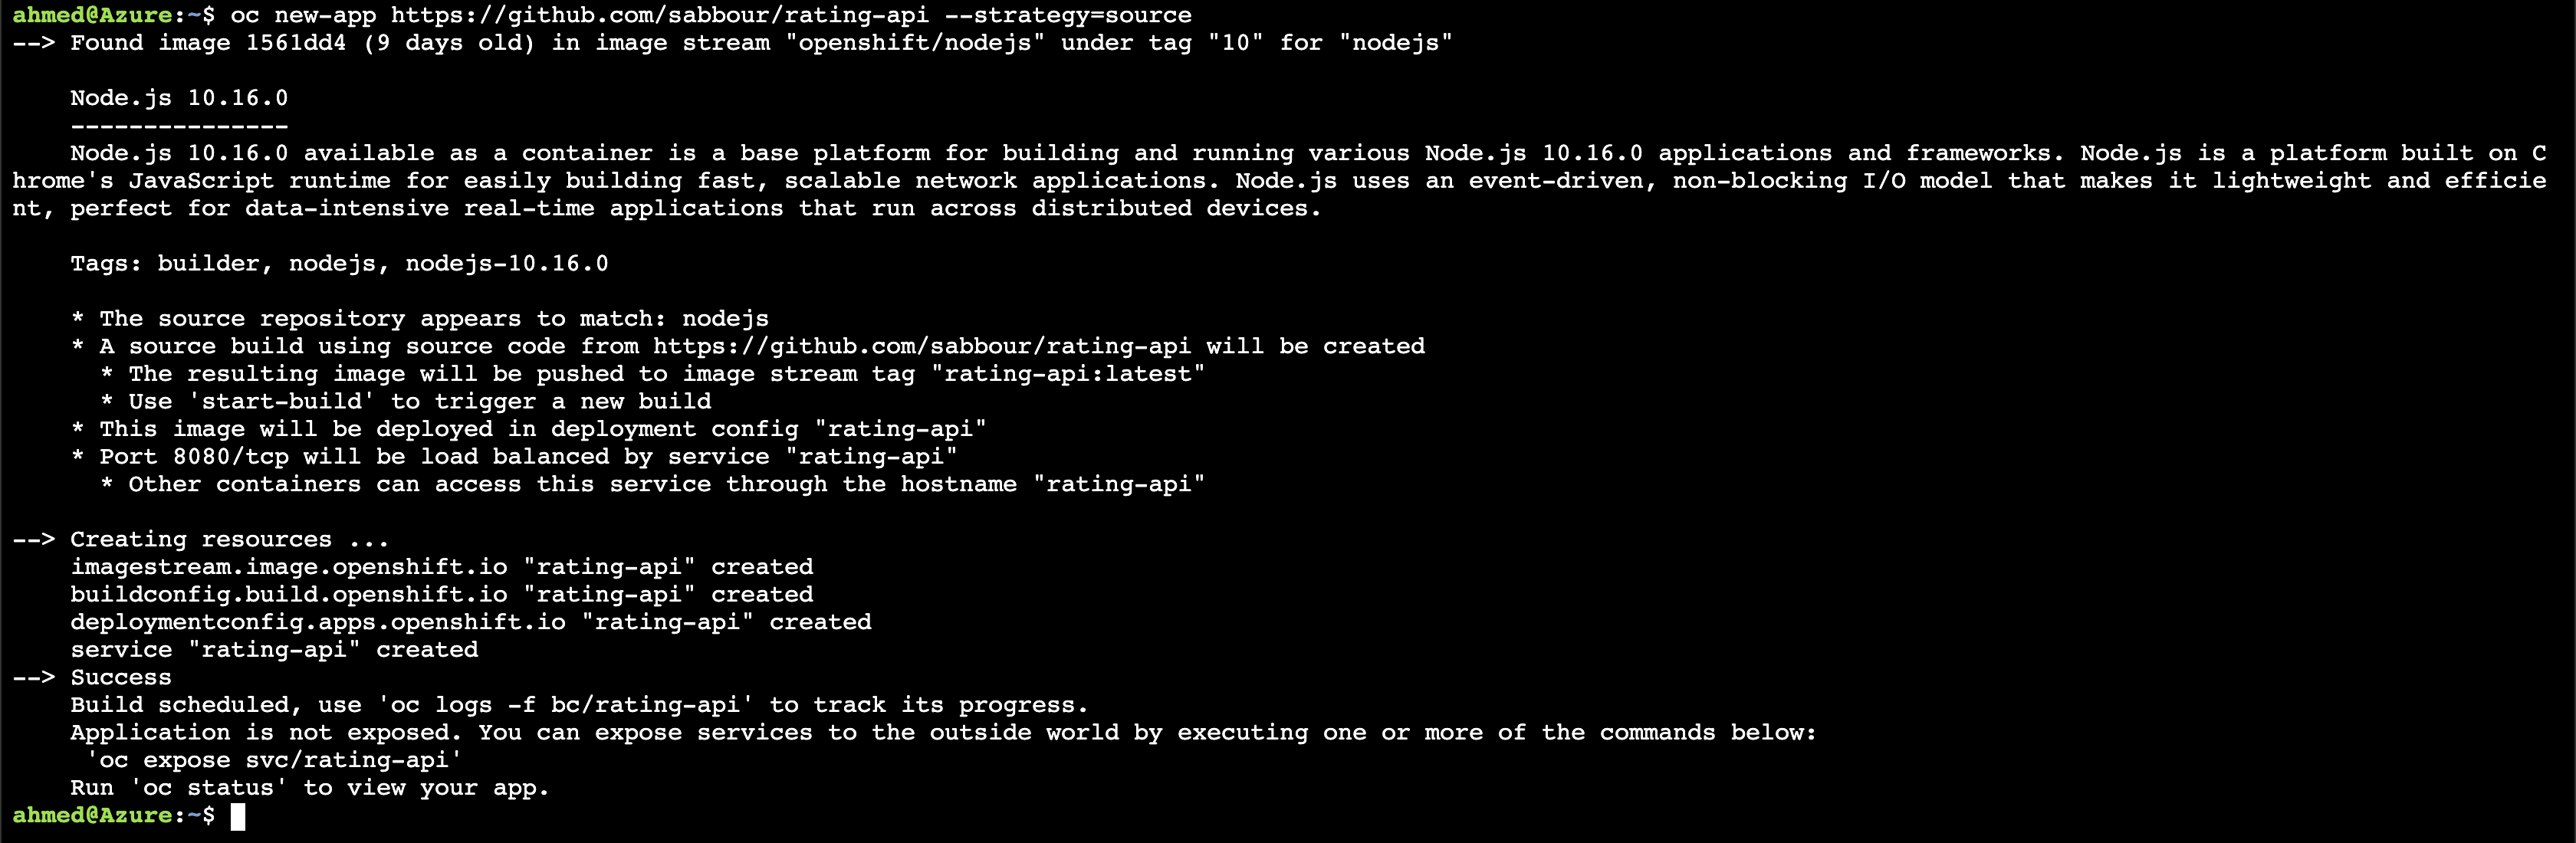 ahmed@Azure:~$ oc new-app https://github.com/sabbour/rating-api --strategy=source
--> Found image 1561dd4 (9 days old) in image stream "openshift/nodejs" under tag "10" for "nodejs"
    Node.js 10.16.0
    ---------------
    Node.js 10.16.0 available as a container is a base platform for building and running various Node.js 10.16.0 applications and frameworks. Node.js is a platform built on C
hrome's JavaScript runtime for easily building fast, scalable network applications. Node.js uses an event-driven, non-blocking I/O model that makes it lightweight and efficie
nt, perfect for data-intensive real-time applications that run across distributed devices.
    Tags: builder, nodejs, nodejs-10.16.0
    * The source repository appears to match: nodejs
    * A source build using source code from https://github.com/sabbour/rating-api will be created
      * The resulting image will be pushed to image stream tag "rating-api:latest"
      * Use 'start-build' to trigger a new build
    * This image will be deployed in deployment config "rating-api"
    * Port 8080/tcp will be load balanced by service "rating-api"
      * Other containers can access this service through the hostname "rating-api"
--> Creating resources ...
    imagestream.image.openshift.io "rating-api" created
    buildconfig.build.openshift.io "rating-api" created
    deploymentconfig.apps.openshift.io "rating-api" created
    service "rating-api" created
--> Success
    Build scheduled, use 'oc logs -f bc/rating-api' to track its progress.
    Application is not exposed. You can expose services to the outside world by executing one or more of the commands below:
     'oc expose svc/rating-api'
    Run 'oc status' to view your app.
ahmed@Azure:~$